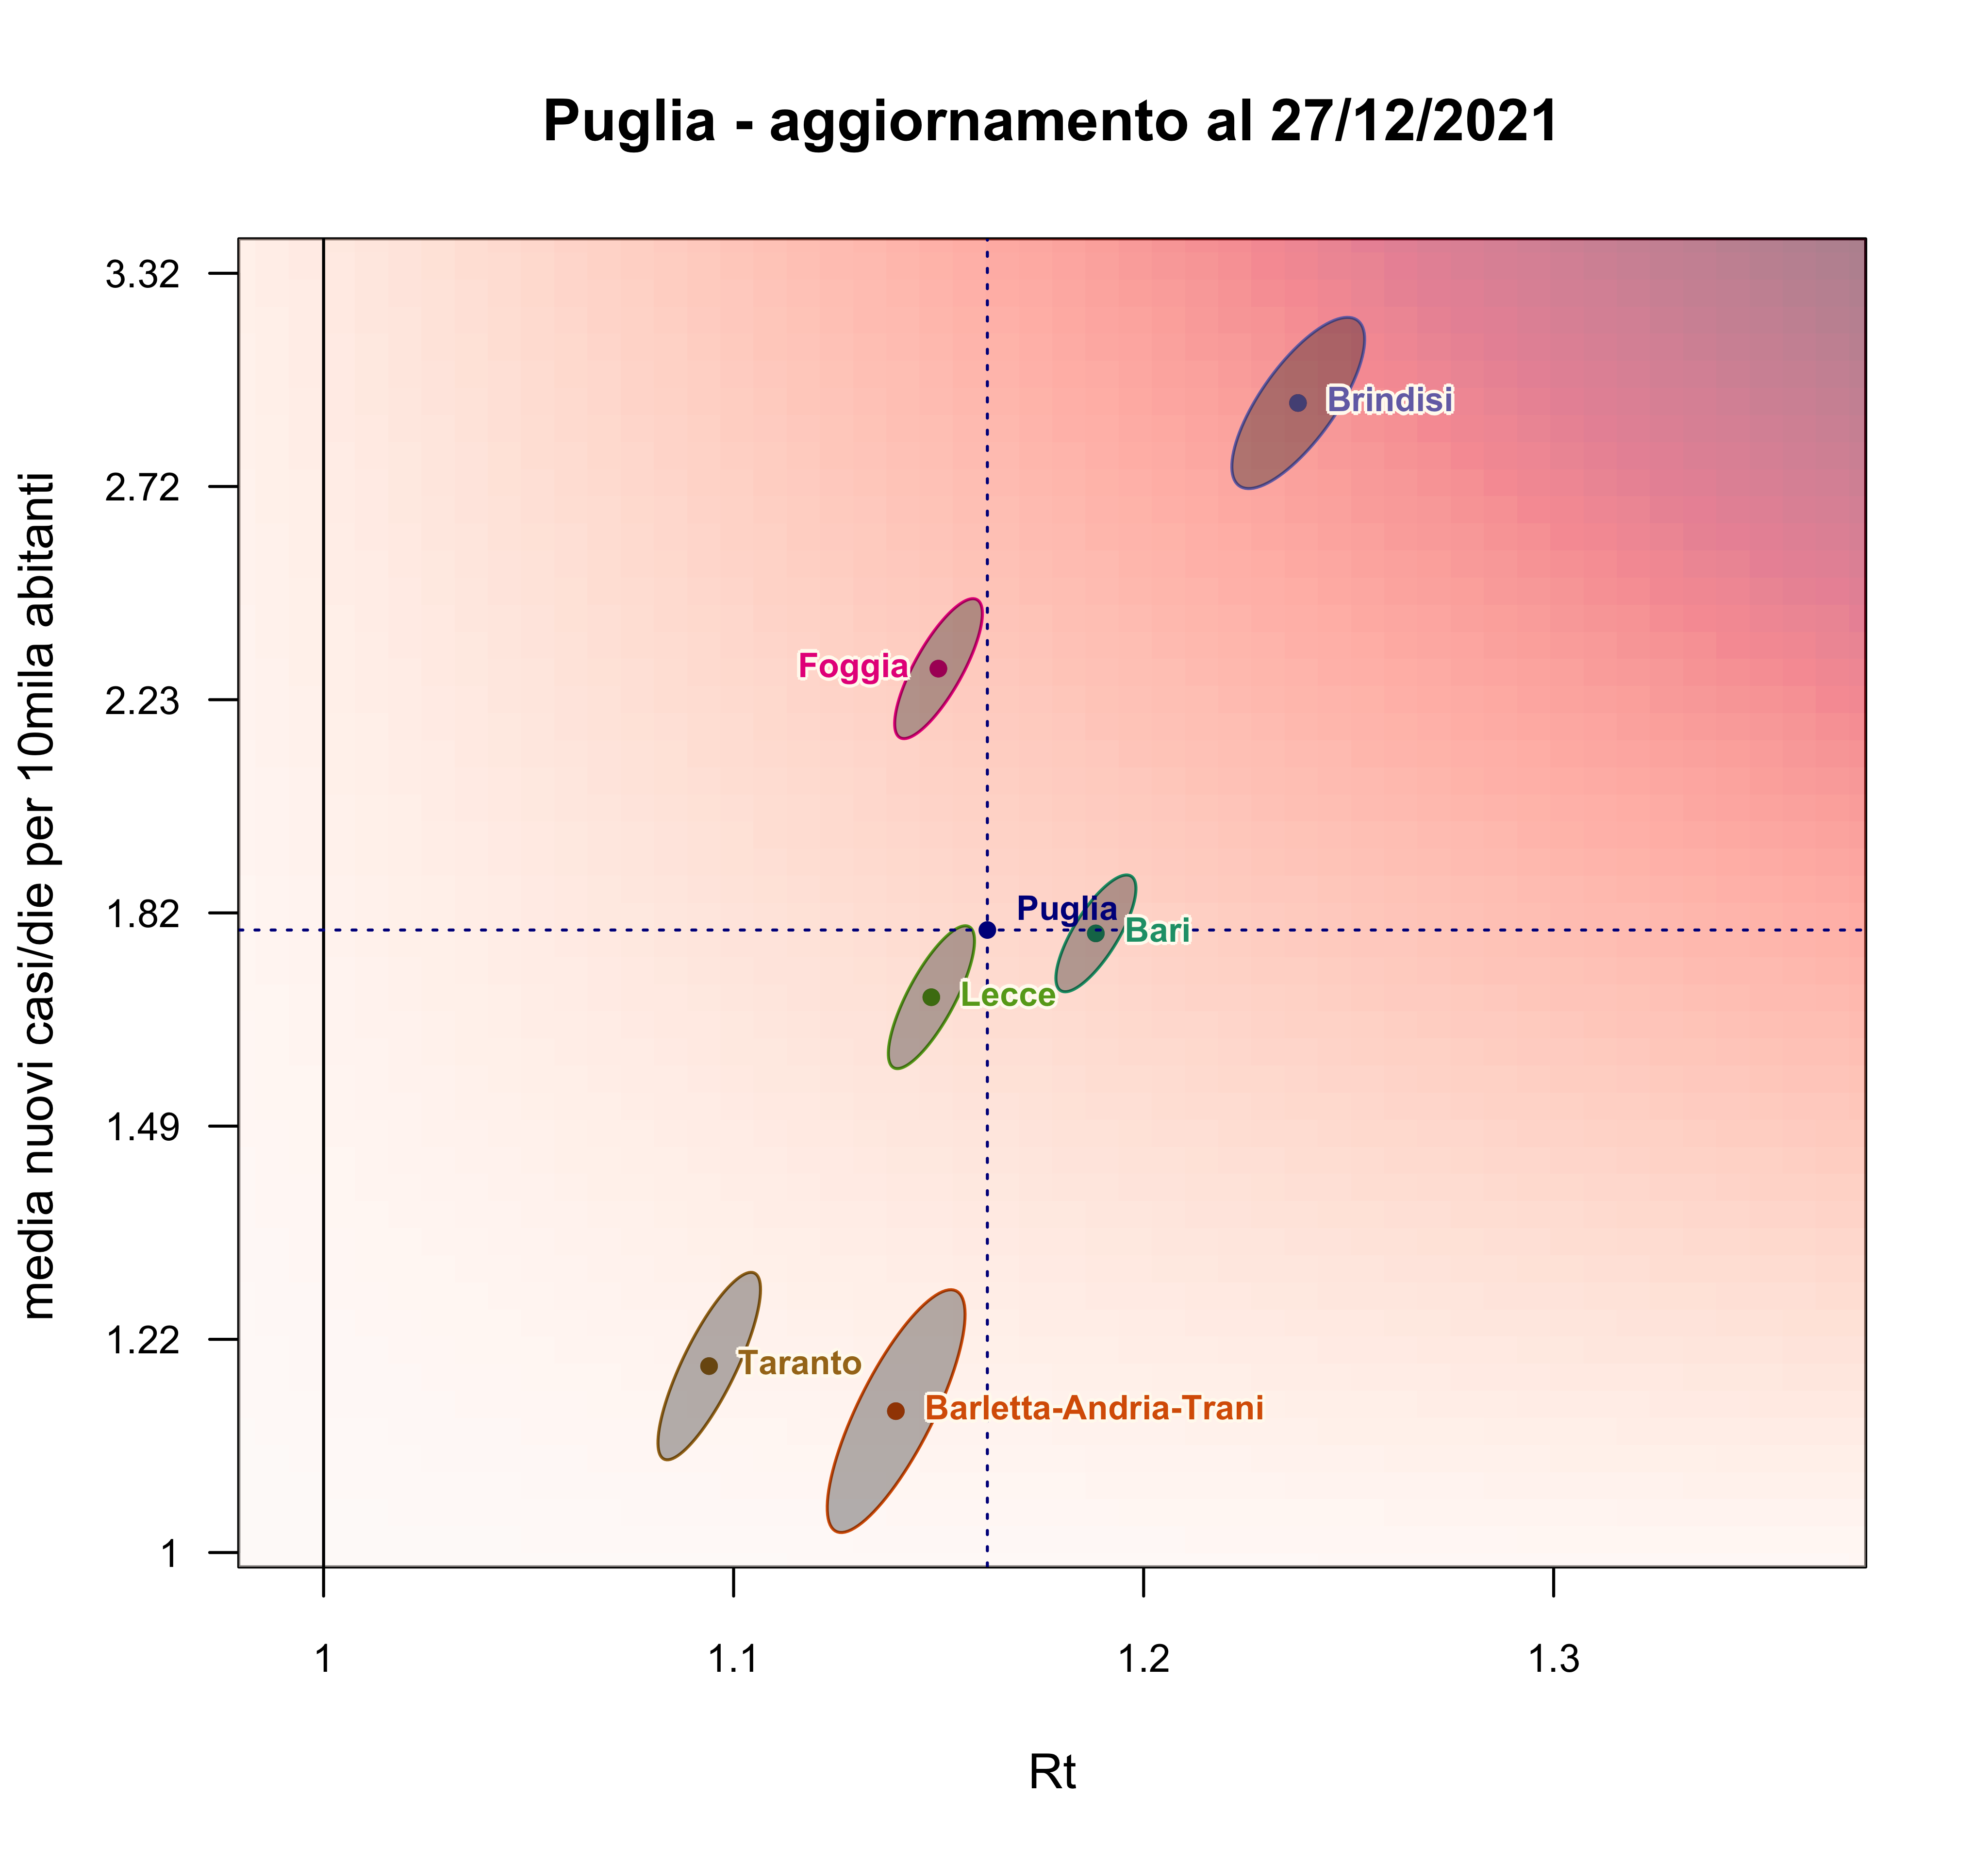 Puglia - aggiornamento al 27/12/2021
media nuovi casi/die per 10mila abitanti
3.32
2.72
2.23
1.82
1.49
1.22
1
Brindisi
Foggia
Puglia
Bari
Lecce
Taranto
Barletta-Andria-Trani
1
1.1
1.2
1.3
Rt